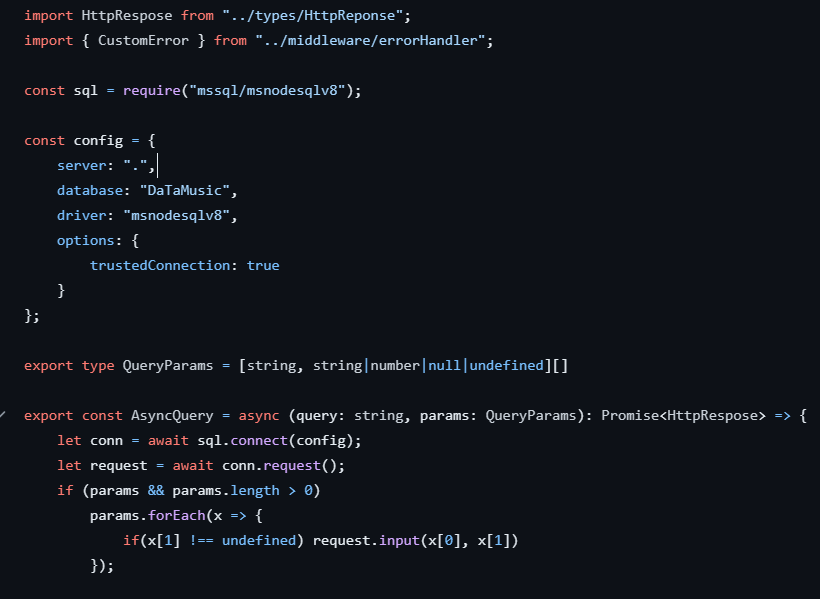 import HttpRespose from "../types/HttpReponse";
import { CustomError } from "../middleware/errorHandler";
const sql = require("mssql/msnodesqlv8");
const config = {
server: ".",
database: "DaTaMusic",
driver: "msnodesqlv8",
options: {
trustedConnection: true
}
};
export type QueryParams = [string, string|number|null|undefined][]
export const AsyncQuery = async (query: string, params: QueryParams): Promise<HttpRespose> => {
let conn = await sql.connect(config);
let request = await conn.request();
if (params && params.length > 0)
params.forEach(x => {
if(x[1] !== undefined) request.input(x[0], x[1])
});